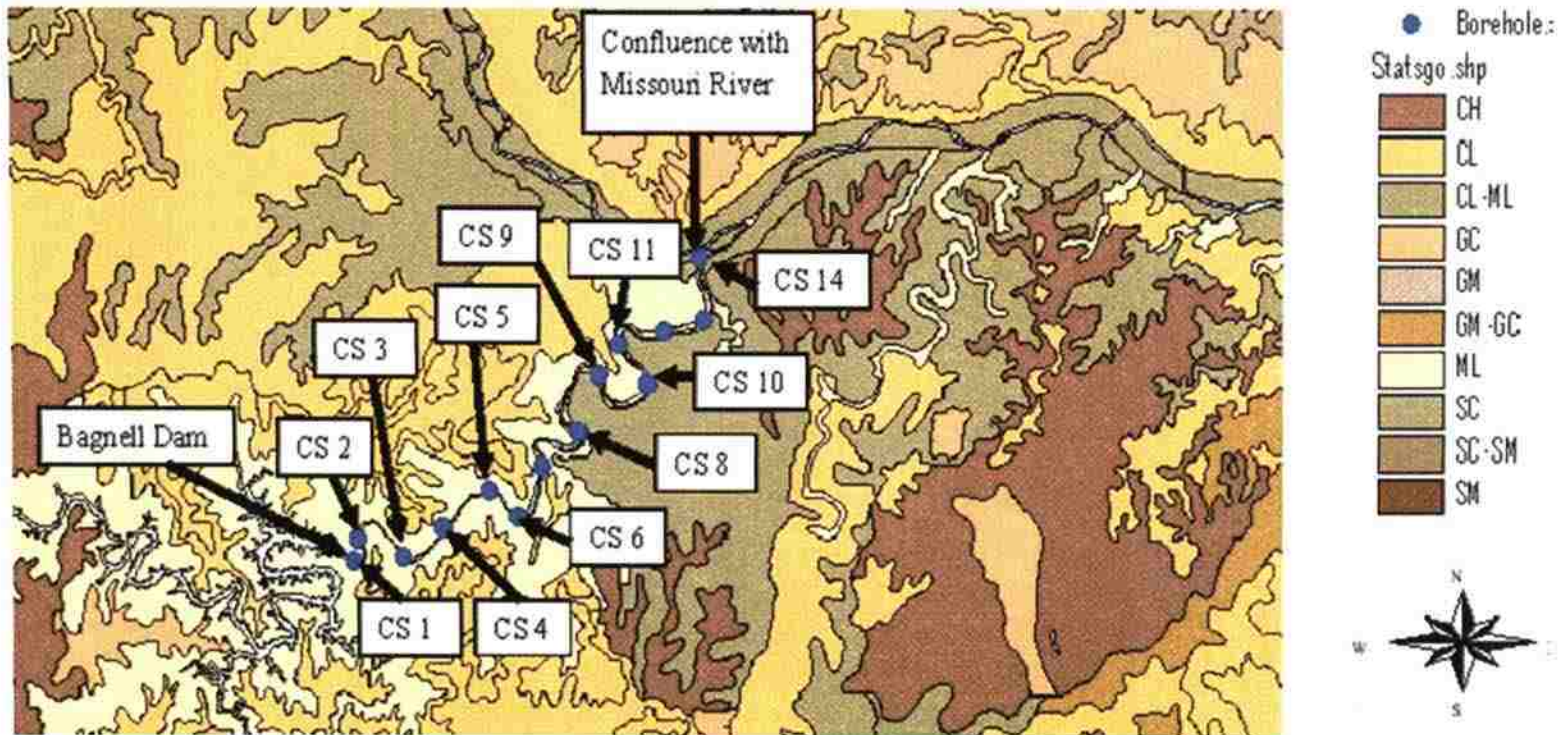 Confluence with
Missouri River
CS 9
CS 11
CS 14
CS 5
CS 3
CS 10
Bagnell Dam
CS 2
CS 8
CS 6
CS 1
CS 4
Borehole.:
Statsgo.shp
CH
CL
CL-ML
GC
GM
GM-GC
ML
SC
SC-SM
SM
N
W
S